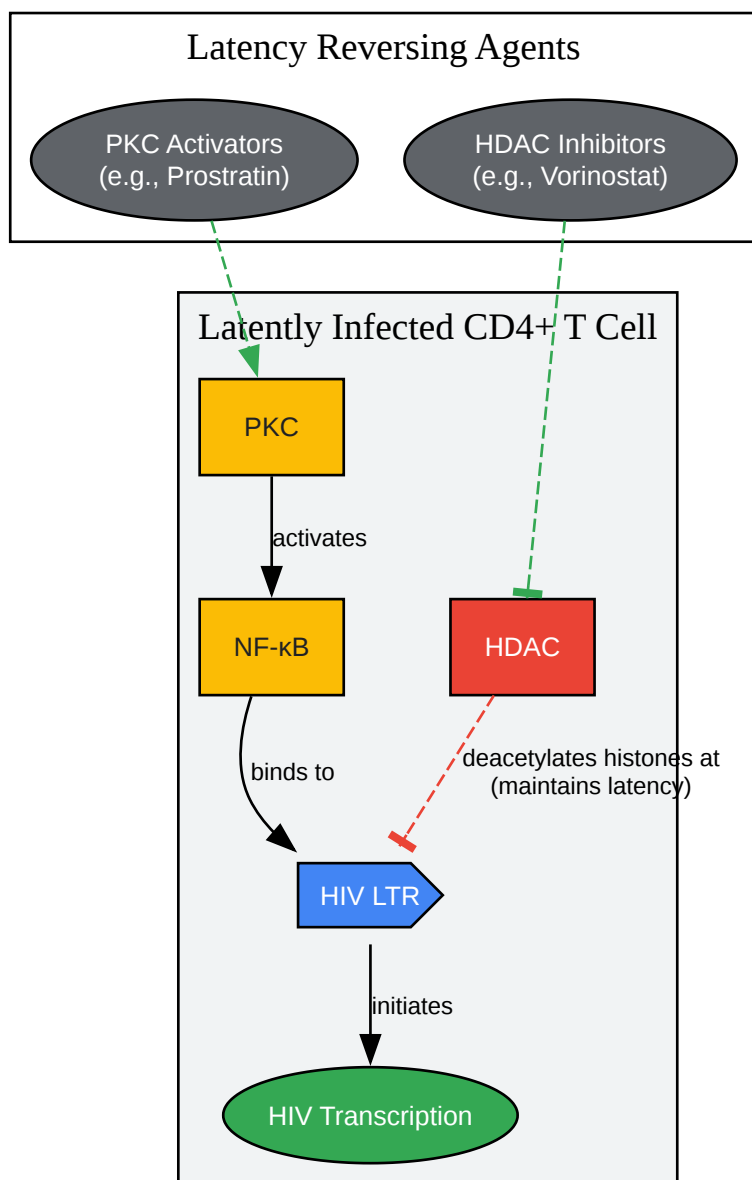 Latency Reversing Agents
PKC Activators
(e.g., Prostratin)
HDAC Inhibitors
(e.g., Vorinostat)
Latently Infected CD4+ T Cell
PKC
activates
NF-κB
HDAC
binds to
deacetylates histones at
(maintains latency)
HIV LTR
initiates
HIV Transcription